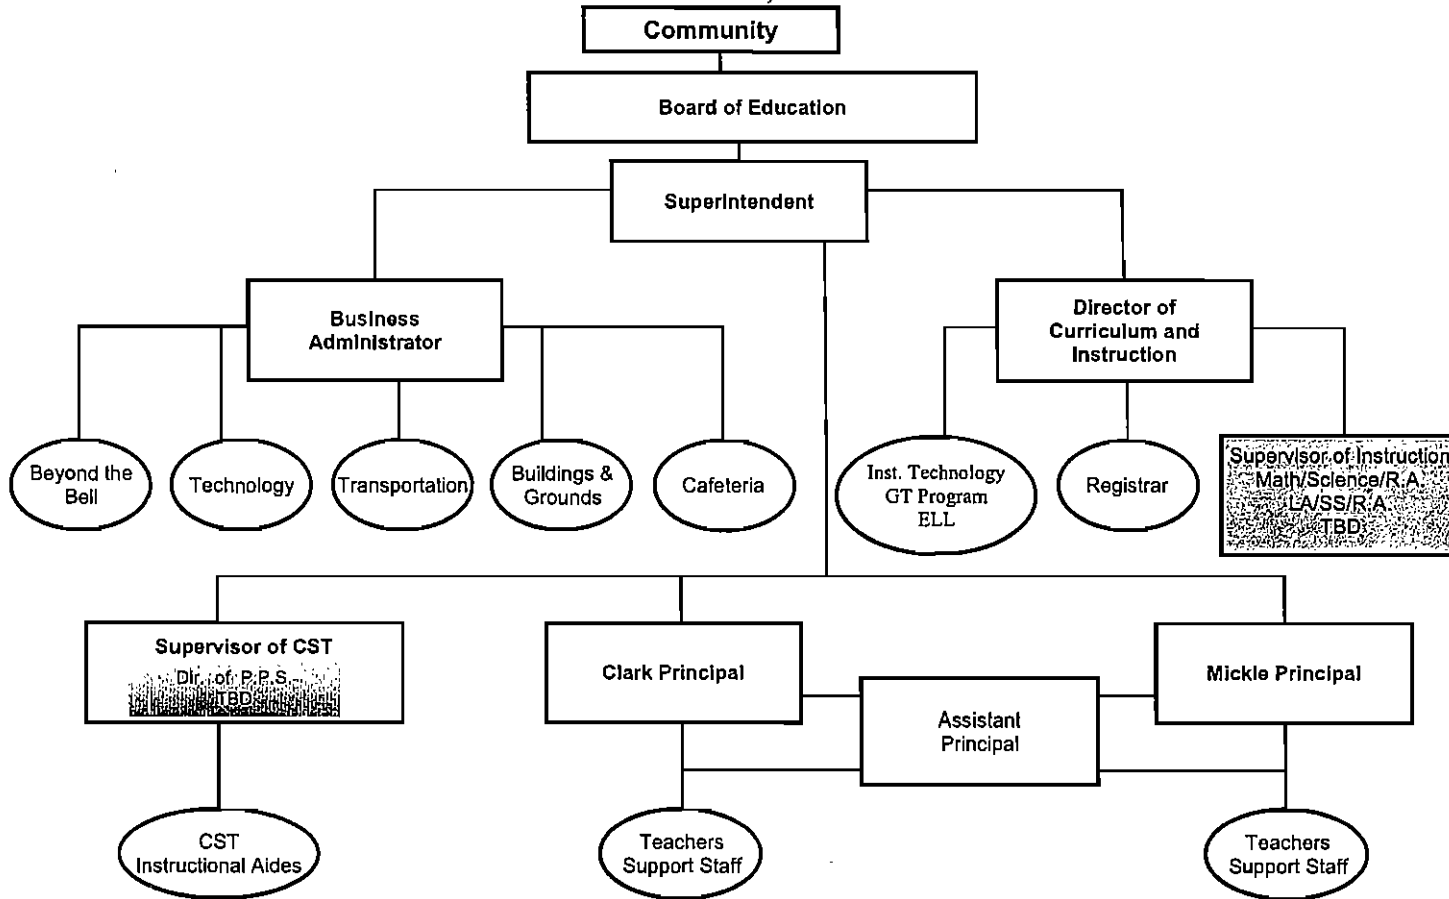 Community
Board of Education
Superintendent
Business
Administrator
Director of
Curriculum and
Instruction
Beyond the
Bell
Technology
Transportation
Buildings &
Grounds
Cafeteria
Inst. Technology
GT Program
ELL
Registrar
Supervisor of Instruction
Math/Science/R.A.
LA/SS/R.A.
TBD
Supervisor of CST
Dir. of P.P.S.
TBD
Clark Principal
Assistant
Principal
Mickle Principal
CST
Instructional Aides
Teachers
Support Staff
Teachers
Support Staff